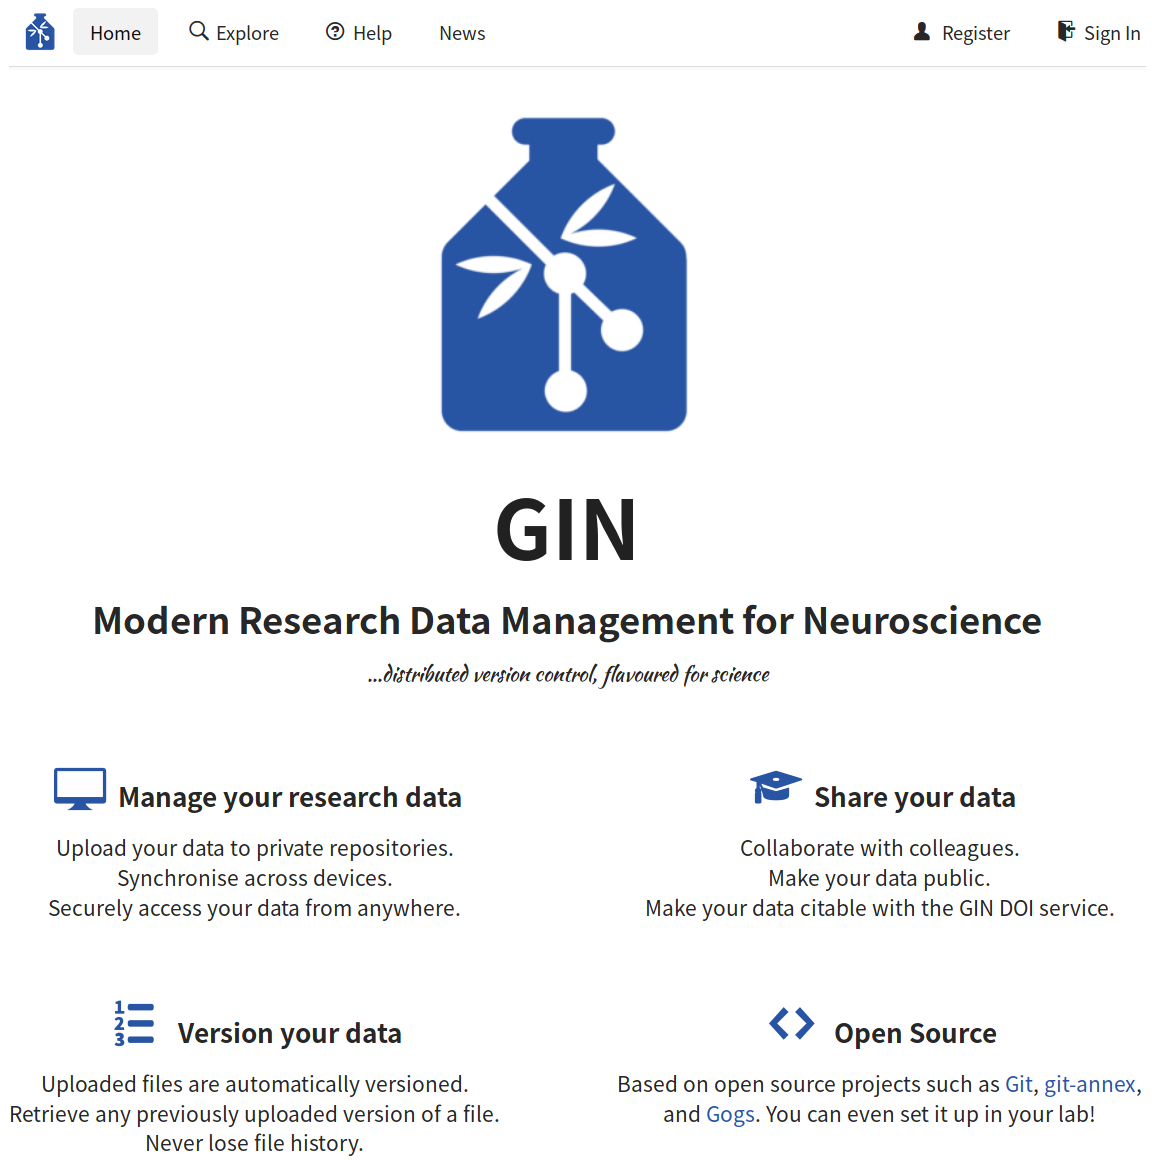 Home Explore Help News Register Sign In
GIN
Modern Research Data Management for Neuroscience
...distributed version control, flavoured for science
Manage your research data
Upload your data to private repositories.
Synchronise across devices.
Securely access your data from anywhere.
Share your data
Collaborate with colleagues.
Make your data public.
Make your data citable with the GIN DOI service.
1
2
3
Version your data
Uploaded files are automatically versioned.
Retrieve any previously uploaded version of a file.
Never lose file history.
Open Source
Based on open source projects such as Git, git-annex,
and Gogs. You can even set it up in your lab!